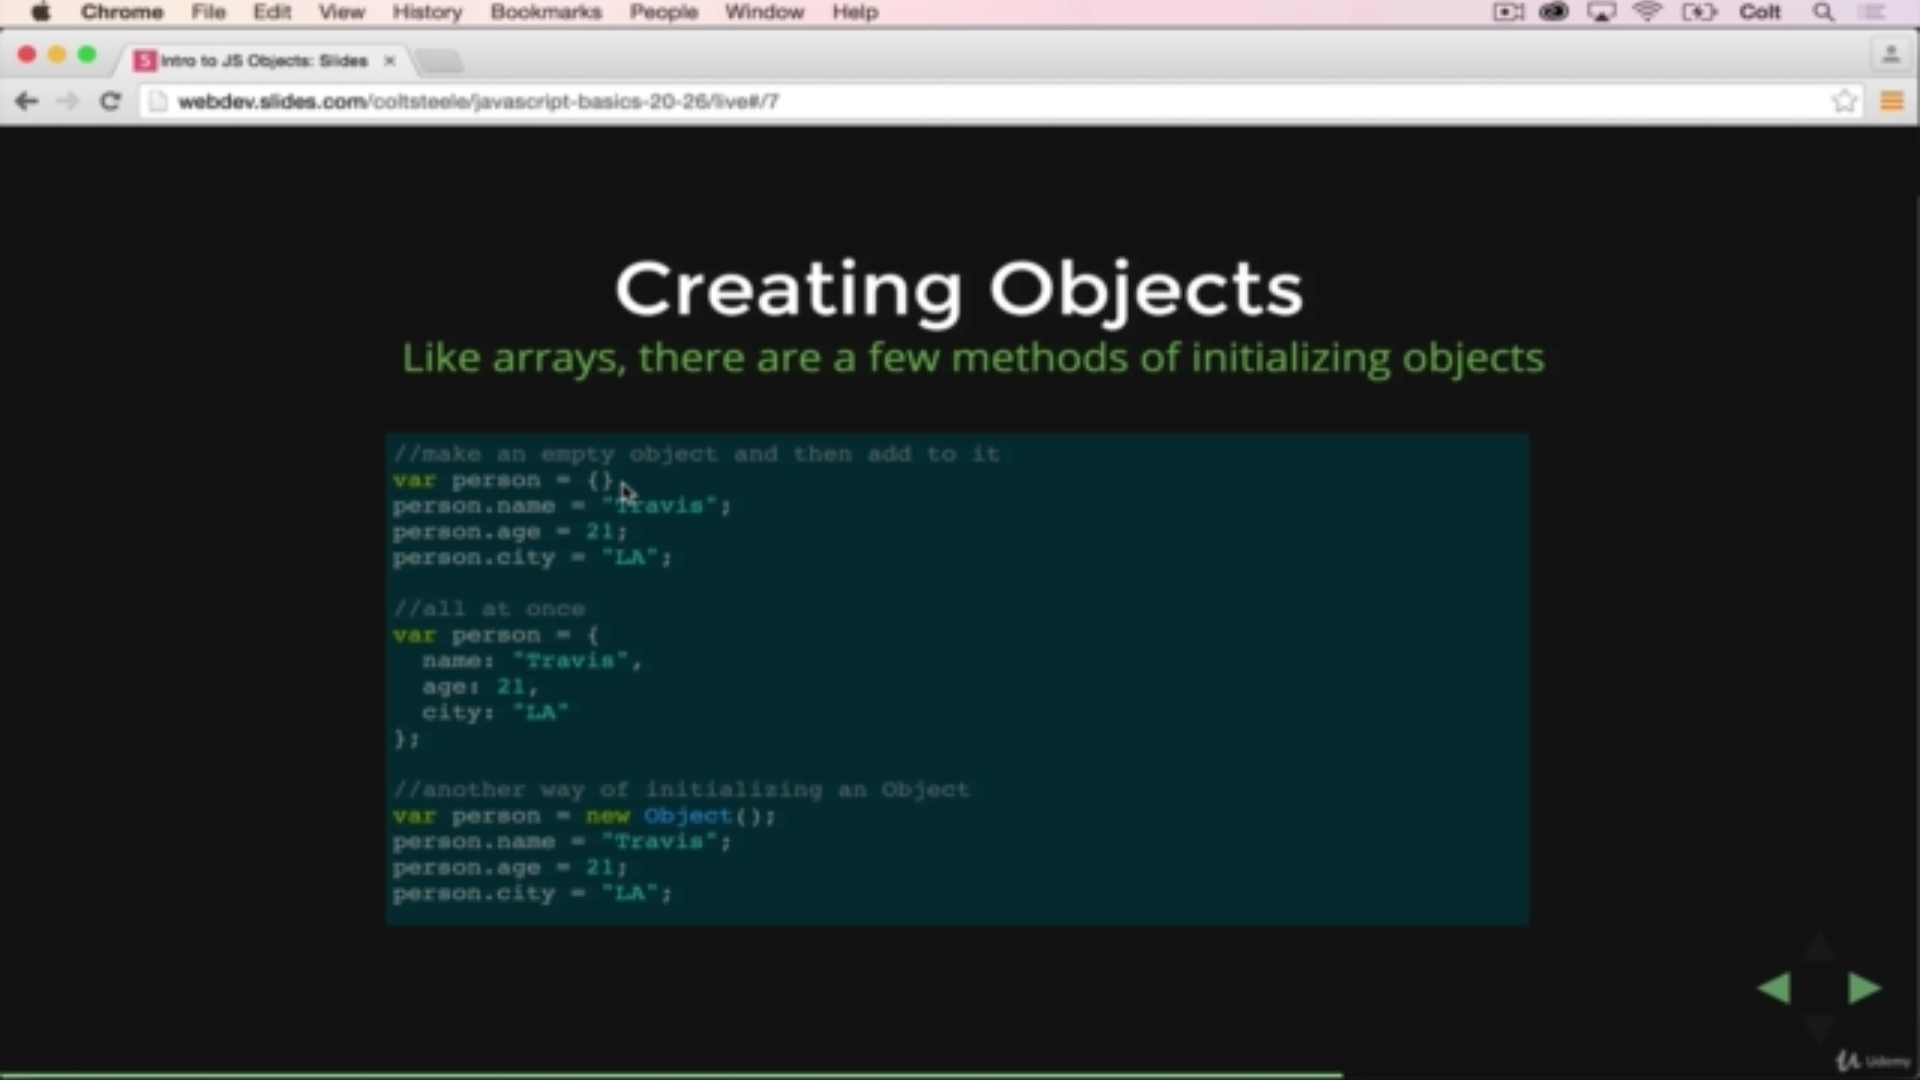 Chrome File Edit View History Bookmarks People Window Help Colt
Intro to JS Objects: Slides
webdev.slides.com/coltsteele/javascript-basics-20-26/live#/7
Creating Objects
Like arrays, there are a few methods of initializing objects
//make an empty object and then add to it
var person = {}
person.name = "Travis";
person.age = 21;
person.city = "LA";
//all at once
var person = {
name: "Travis",
age: 21,
city: "LA"
};
//another way of initializing an Object
var person = new Object();
person.name = "Travis";
person.age = 21;
person.city = "LA";
Udemy